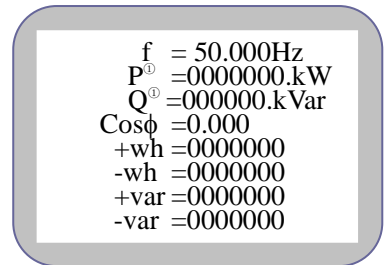 f = 50.000Hz
P① =0000000.kW
Q① =000000.kVar
Cosϕ =0.000
+wh =0000000
-wh =0000000
+var =0000000
-var =0000000